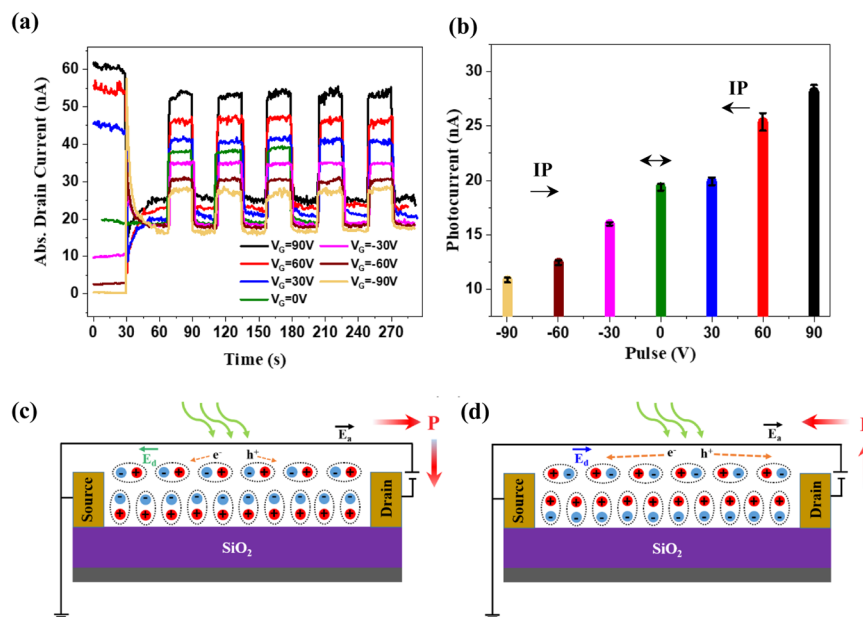 (a)
Abs. Drain Current (nA)
60
50
40
30
20
10
0
V_G=90V V_G=-30V
V_G=60V V_G=-60V
V_G=30V V_G=-90V
V_G=0V
0 30 60 90 120 150 180 210 240 270
Time (s)
(b)
Photocurrent (nA)
30
25
20
15
10
IP
IP
-90 -60 -30 0 30 60 90
Pulse (V)
(c)
P
E_a
E_d
e⁻ h⁺
- + - + - + - + - + - + - +
- - - - - - - - -
+ + + + + + + + +
Source
Drain
SiO₂
(d)
E_a
E_d
e⁻ h⁺
+ - + - + - + - + - + - + -
+ + + + + + + + +
- - - - - - - - -
Source
Drain
SiO₂